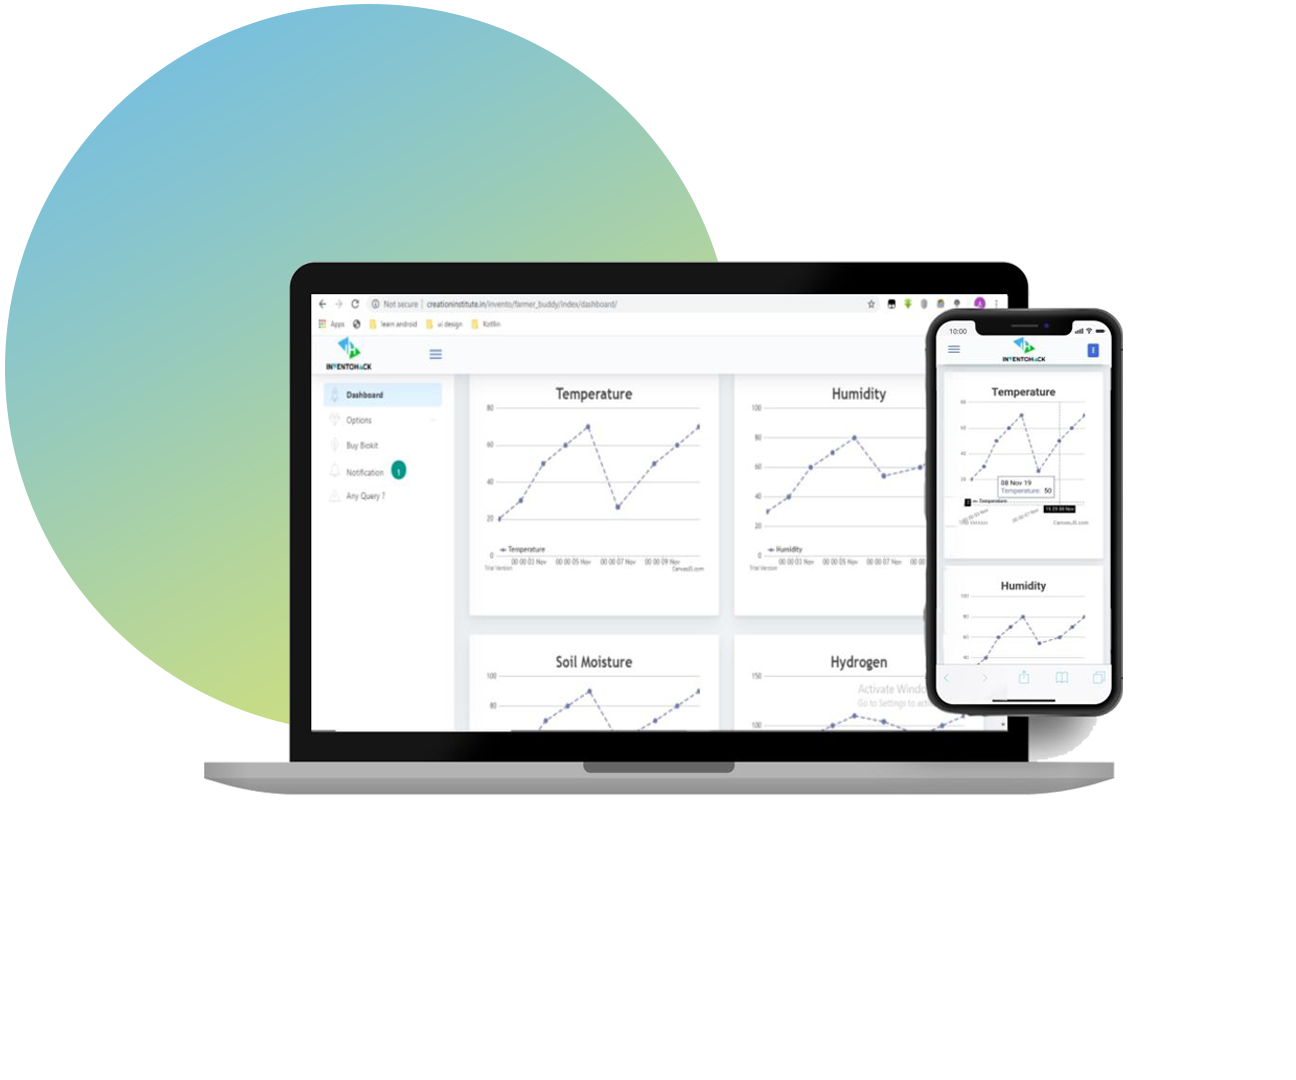 Not secure | creationinstitute.in/invento/farmer_buddy/index/dashboard/
Apps
learn android
ui design
Kotlin
INVENTOHACK
Dashboard
Options
Buy Biokit
Notification 1
Any Query ?
Temperature
80
60
40
20
0
Temperature
00 00 03 Nov 00 00 05 Nov 00 00 07 Nov 00 00 09 Nov
Trial Version CanvasJS.com
Humidity
100
80
60
40
20
0
Humidity
00 00 03 Nov 00 00 05 Nov 00 00 07 Nov 00 00
Trial Version
Soil Moisture
100
80
Hydrogen
150
100
Activate Windo
Go to Settings to acti
10:00
INVENTOHACK
Temperature
80
60
40
20
08 Nov 19
Temperature: 50
Temperature
CanvasJS.com
Humidity
100
80
60
40